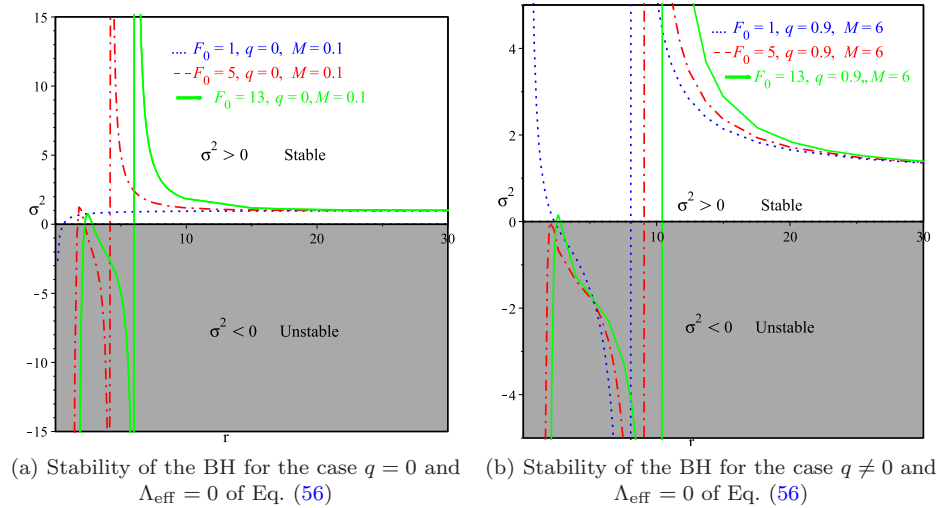 15
10
5
0
−5
−10
−15
σ²
10
20
30
r
F₀ = 1, q = 0, M = 0.1
F₀ = 5, q = 0, M = 0.1
F₀ = 13, q = 0, M = 0.1
σ² > 0 Stable
σ² < 0 Unstable
(a) Stability of the BH for the case q = 0 and
Λeff = 0 of Eq. (56)
4
2
0
−2
−4
σ²
10
20
30
r
F₀ = 1, q = 0.9, M = 6
F₀ = 5, q = 0.9, M = 6
F₀ = 13, q = 0.9,, M = 6
σ² > 0 Stable
σ² < 0 Unstable
(b) Stability of the BH for the case q ≠ 0 and
Λeff = 0 of Eq. (56)